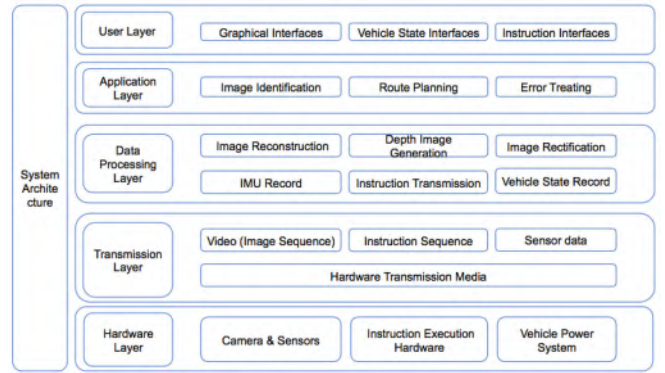 System
Archite
cture
User Layer
Graphical Interfaces
Vehicle State Interfaces
Instruction Interfaces
Application
Layer
Image Identification
Route Planning
Error Treating
Data
Processing
Layer
Image Reconstruction
Depth Image
Generation
Image Rectification
IMU Record
Instruction Transmission
Vehicle State Record
Transmission
Layer
Video (Image Sequence)
Instruction Sequence
Sensor data
Hardware Transmission Media
Hardware
Layer
Camera & Sensors
Instruction Execution
Hardware
Vehicle Power
System